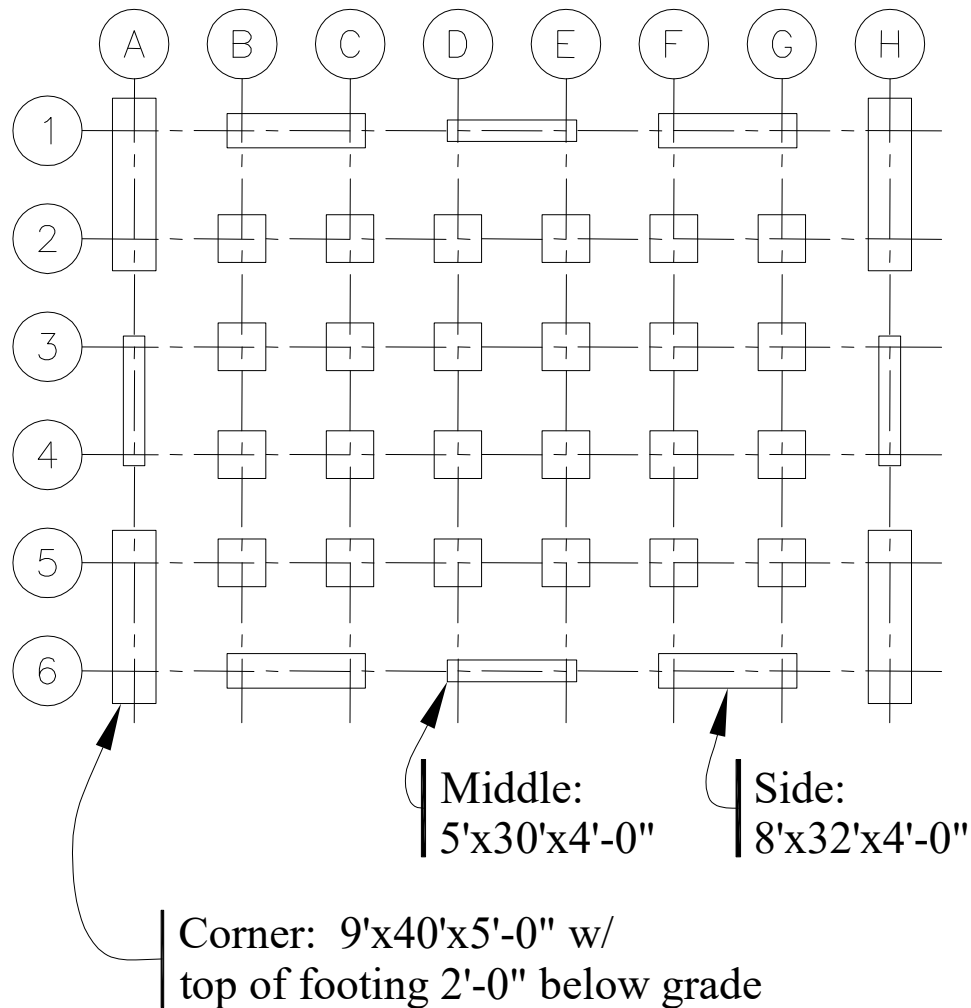 A B C D E F G H
1
2
3
4
5
6
Middle:
5'x30'x4'-0"
Side:
8'x32'x4'-0"
Corner: 9'x40'x5'-0" w/
top of footing 2'-0" below grade